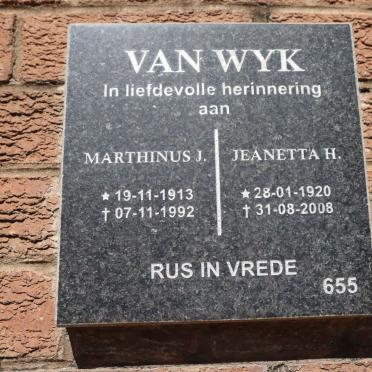 VAN WYK
In liefdevolle herinnering
aan
MARTHINUS J.
★ 19-11-1913
† 07-11-1992
JEANETTA H.
★ 28-01-1920
† 31-08-2008
RUS IN VREDE
655